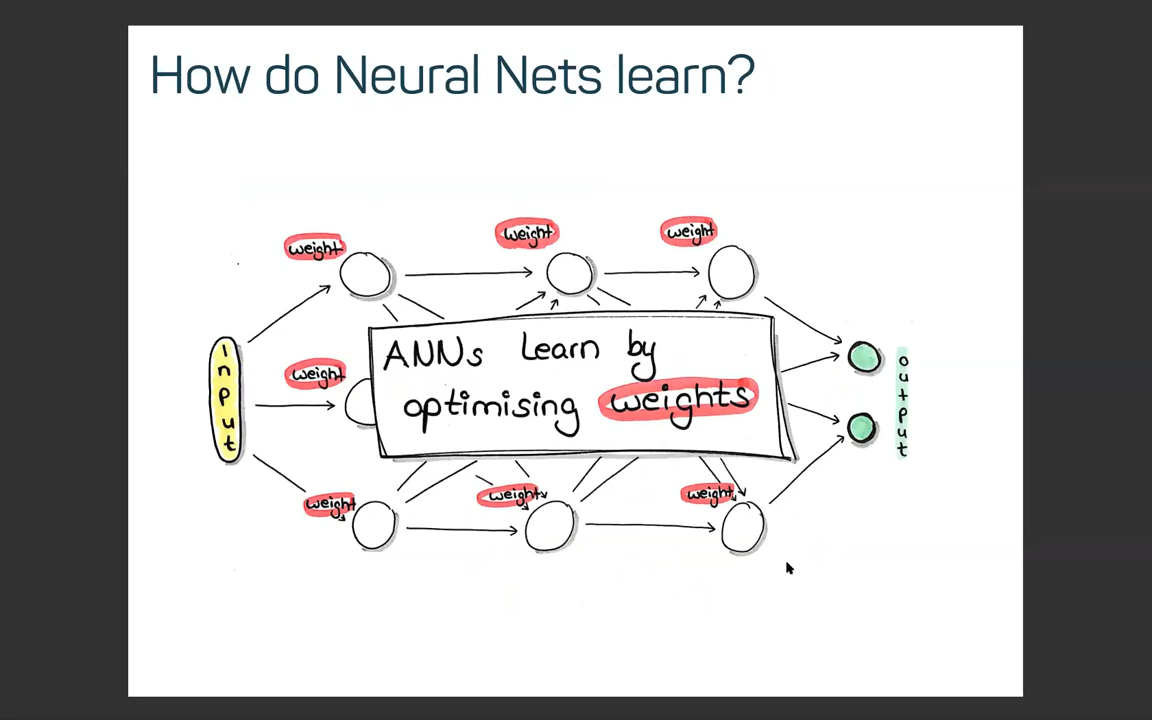 How do Neural Nets learn?
weight
weight
weight
ANNs Learn by
optimising weights
weight
input
output
weight
weight
weight